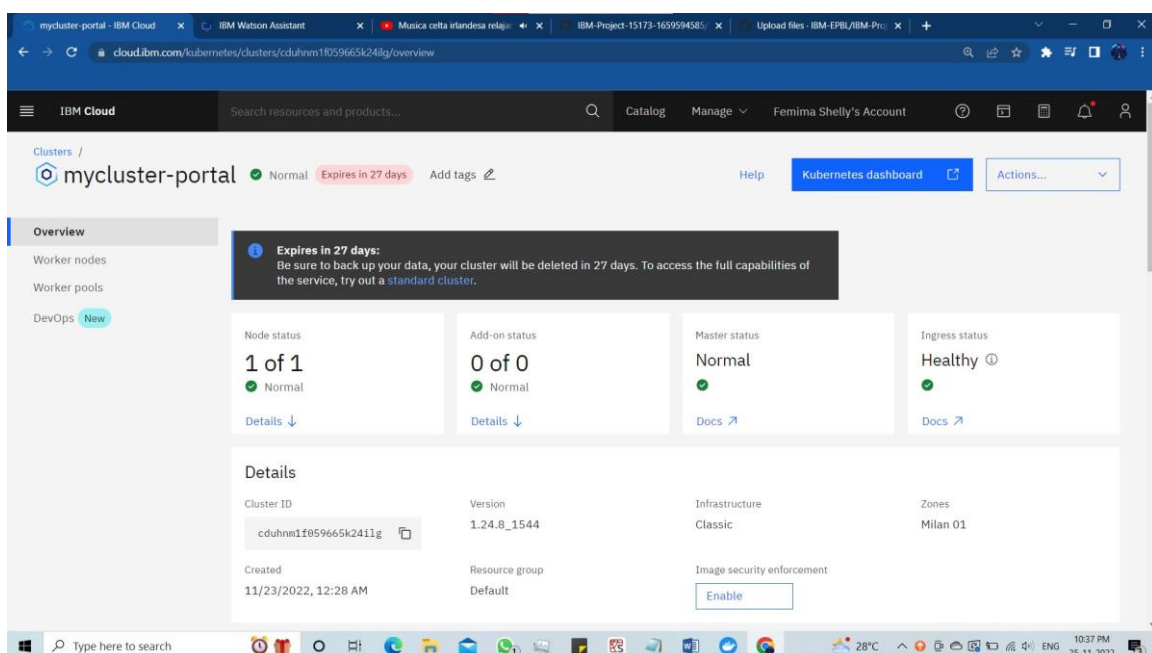 mycluster-portal - IBM Cloud
IBM Watson Assistant
Musica celta irlandesa relaja
IBM-Project-15173-1659594585/
Upload files · IBM-EPBL/IBM-Pro
cloud.ibm.com/kubernetes/clusters/cduhnm1f059665k24ilg/overview
IBM Cloud
Search resources and products...
Catalog
Manage
Femima Shelly's Account
Clusters /
mycluster-portal
Normal
Expires in 27 days
Add tags
Help
Kubernetes dashboard
Actions...
Overview
Worker nodes
Worker pools
DevOps New
Expires in 27 days:
Be sure to back up your data, your cluster will be deleted in 27 days. To access the full capabilities of
the service, try out a standard cluster.
Node status
1 of 1
Normal
Details
Add-on status
0 of 0
Normal
Details
Master status
Normal
Docs
Ingress status
Healthy
Docs
Details
Cluster ID
cduhnm1f059665k24ilg
Version
1.24.8_1544
Infrastructure
Classic
Zones
Milan 01
Created
11/23/2022, 12:28 AM
Resource group
Default
Image security enforcement
Enable
Type here to search
28°C
ENG
10:37 PM
25-11-2022